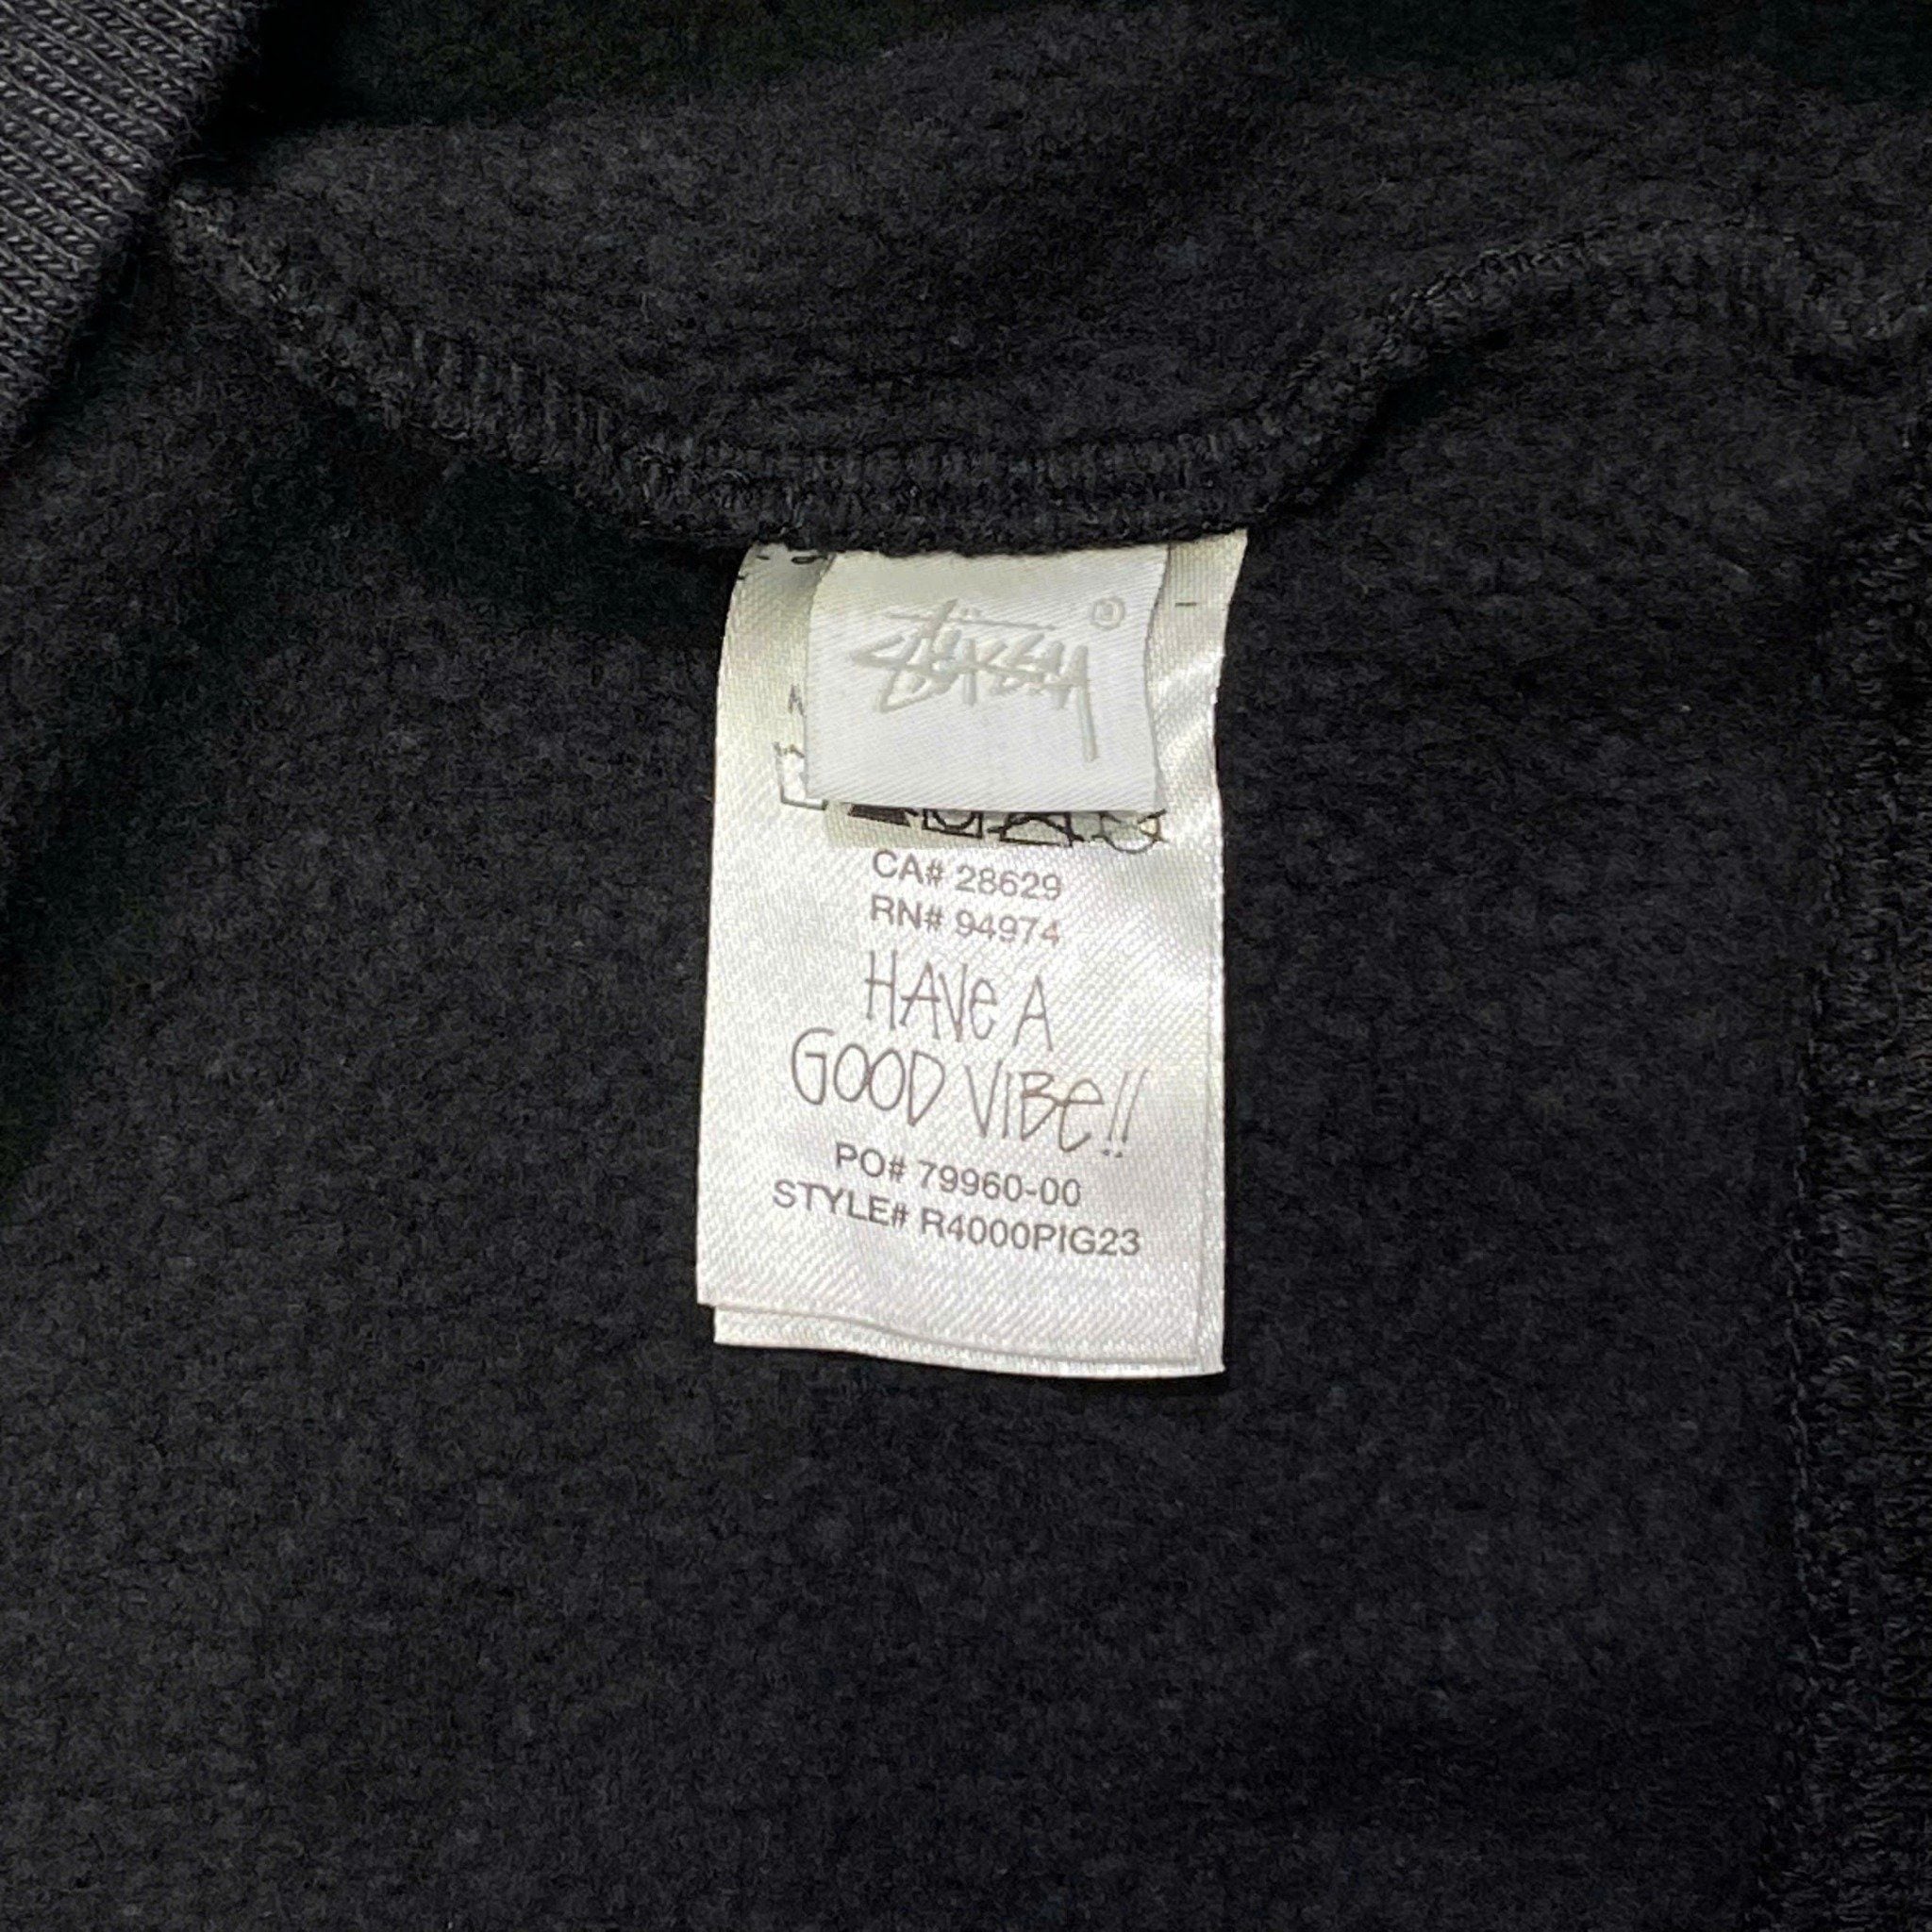 Stüssy ®
CA# 28629
RN# 94974
HAVe A
GOOD VIBe!!
PO# 79960-00
STYLE# R4000PIG23